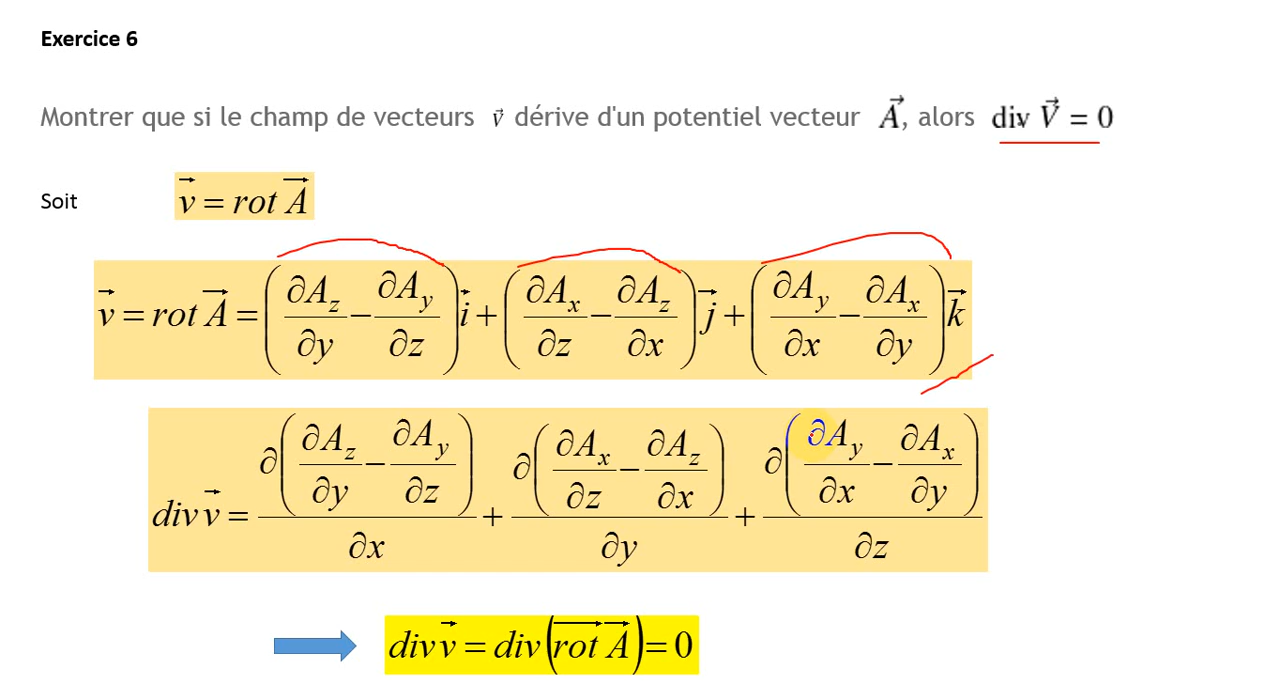 Exercice 6
Montrer que si le champ de vecteurs v⃗ dérive d'un potentiel vecteur A⃗, alors div V⃗ = 0
Soit v⃗ = rot A⃗
v⃗ = rot A⃗ = (∂A_z/∂y − ∂A_y/∂z) i⃗ + (∂A_x/∂z − ∂A_z/∂x) j⃗ + (∂A_y/∂x − ∂A_x/∂y) k⃗
div v⃗ = ∂(∂A_z/∂y − ∂A_y/∂z)/∂x + ∂(∂A_x/∂z − ∂A_z/∂x)/∂y + ∂(∂A_y/∂x − ∂A_x/∂y)/∂z
div v⃗ = div(rot⃗ A⃗) = 0